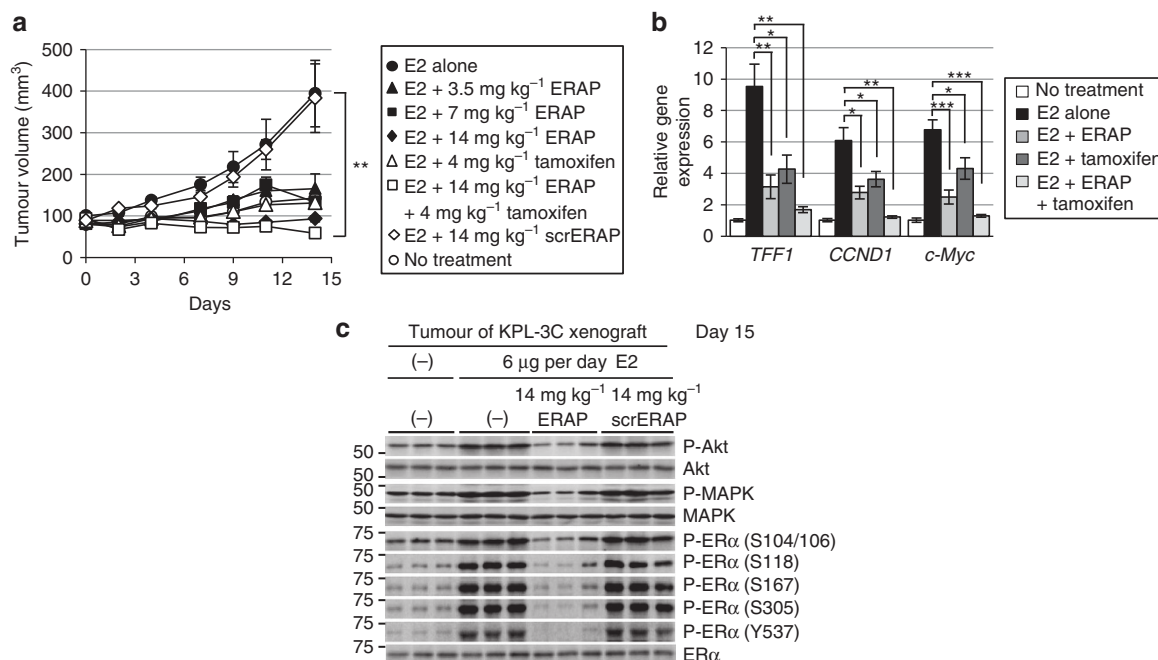 a
Tumour volume (mm³)
500
400
300
200
100
0
0 3 6 9 12 15
Days
**
E2 alone
E2 + 3.5 mg kg⁻¹ ERAP
E2 + 7 mg kg⁻¹ ERAP
E2 + 14 mg kg⁻¹ ERAP
E2 + 4 mg kg⁻¹ tamoxifen
E2 + 14 mg kg⁻¹ ERAP
+ 4 mg kg⁻¹ tamoxifen
E2 + 14 mg kg⁻¹ scrERAP
No treatment
b
Relative gene
expression
12
10
8
6
4
2
0
**
*
**
**
*
*
***
*
***
TFF1 CCND1 c-Myc
No treatment
E2 alone
E2 + ERAP
E2 + tamoxifen
E2 + ERAP
+ tamoxifen
c
Tumour of KPL-3C xenograft Day 15
(–) 6 µg per day E2
(–) (–) 14 mg kg⁻¹ ERAP 14 mg kg⁻¹ scrERAP
50 P-Akt
50 Akt
50 P-MAPK
50 MAPK
75 P-ERα (S104/106)
75 P-ERα (S118)
75 P-ERα (S167)
75 P-ERα (S305)
75 P-ERα (Y537)
75 ERα